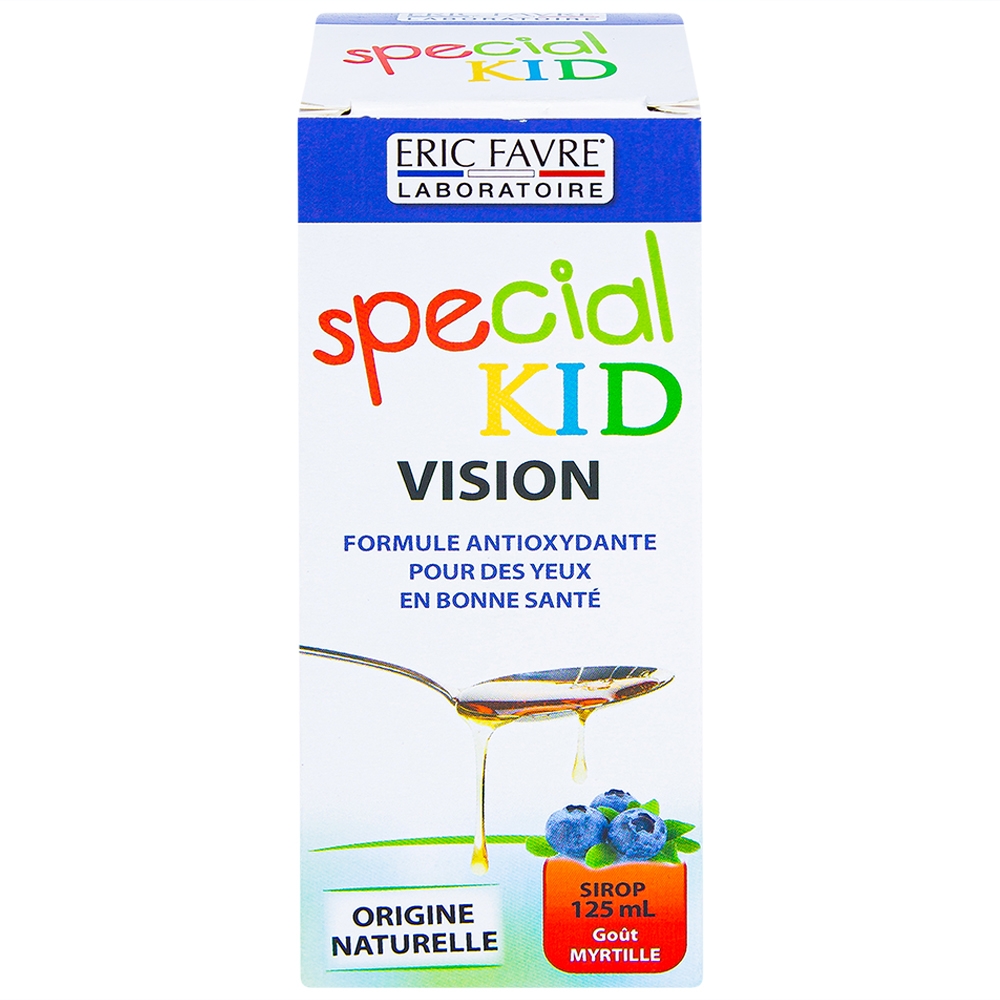 LABORATOIRE
special
KID
ERIC FAVRE®
LABORATOIRE
special
KID
VISION
FORMULE ANTIOXYDANTE
POUR DES YEUX
EN BONNE SANTÉ
ORIGINE
NATURELLE
SIROP
125 mL
Goût
MYRTILLE